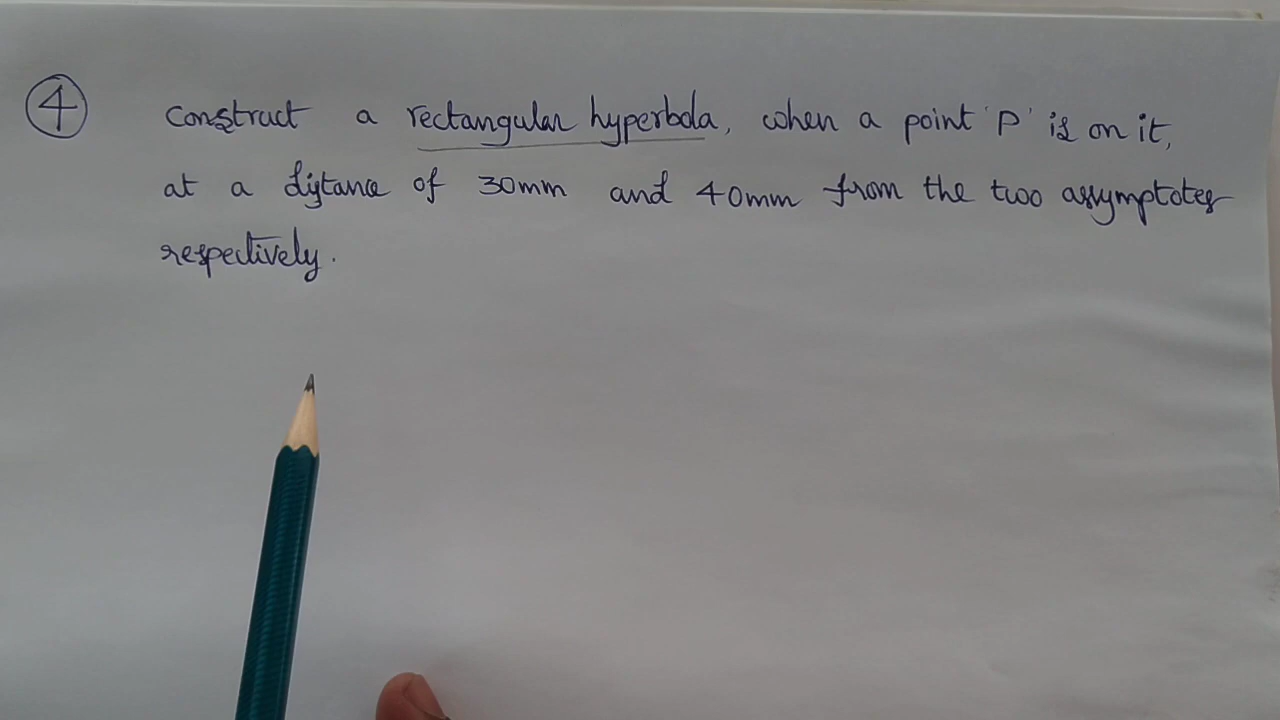 4 construct a rectangular hyperbola, when a point 'P' is on it,
at a distance of 30mm and 40mm from the two assymptotes
respectively.